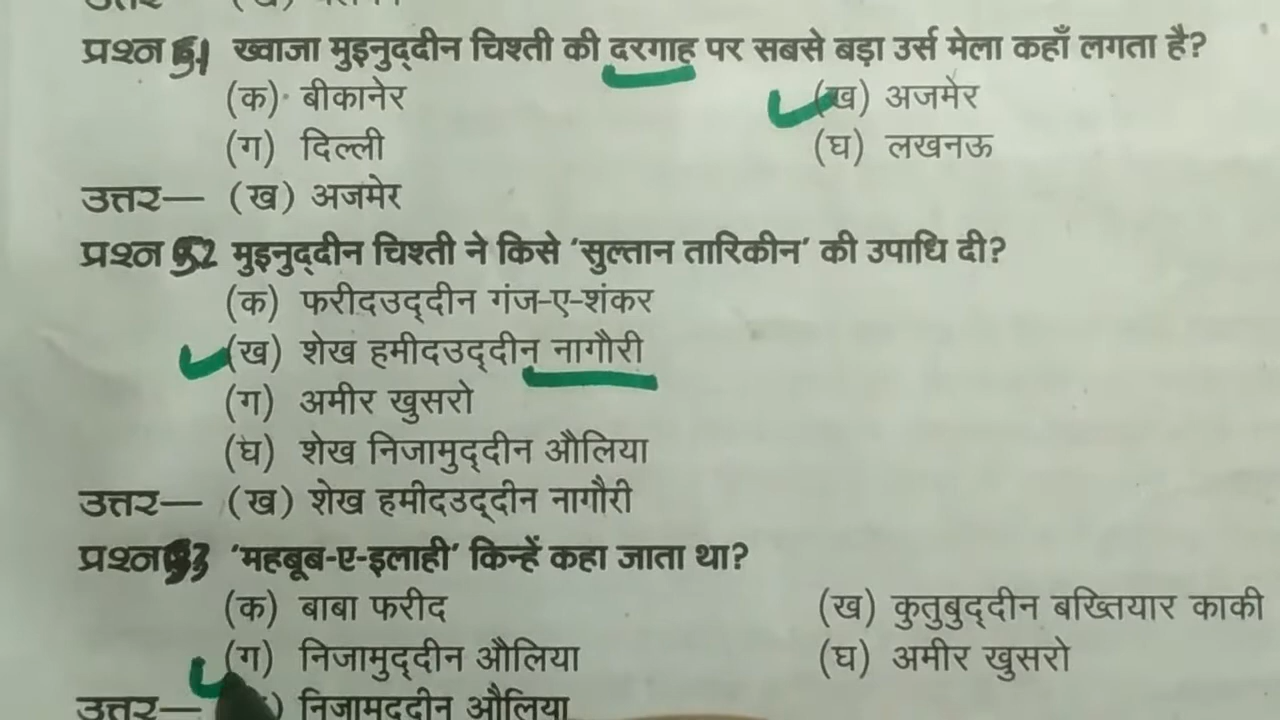 प्रश्न 51 ख्वाजा मुइनुद्दीन चिश्ती की दरगाह पर सबसे बड़ा उर्स मेला कहाँ लगता है?
(क) बीकानेर (ख) अजमेर
(ग) दिल्ली (घ) लखनऊ
उत्तर— (ख) अजमेर
प्रश्न 52 मुइनुद्दीन चिश्ती ने किसे 'सुल्तान तारिकीन' की उपाधि दी?
(क) फरीदउद्दीन गंज-ए-शंकर
(ख) शेख हमीदउद्दीन नागौरी
(ग) अमीर खुसरो
(घ) शेख निजामुद्दीन औलिया
उत्तर— (ख) शेख हमीदउद्दीन नागौरी
प्रश्न 53 'महबूब-ए-इलाही' किन्हें कहा जाता था?
(क) बाबा फरीद (ख) कुतुबुद्दीन बख्तियार काकी
(ग) निजामुद्दीन औलिया (घ) अमीर खुसरो
उत्तर— ) निजामुद्दीन औलिया